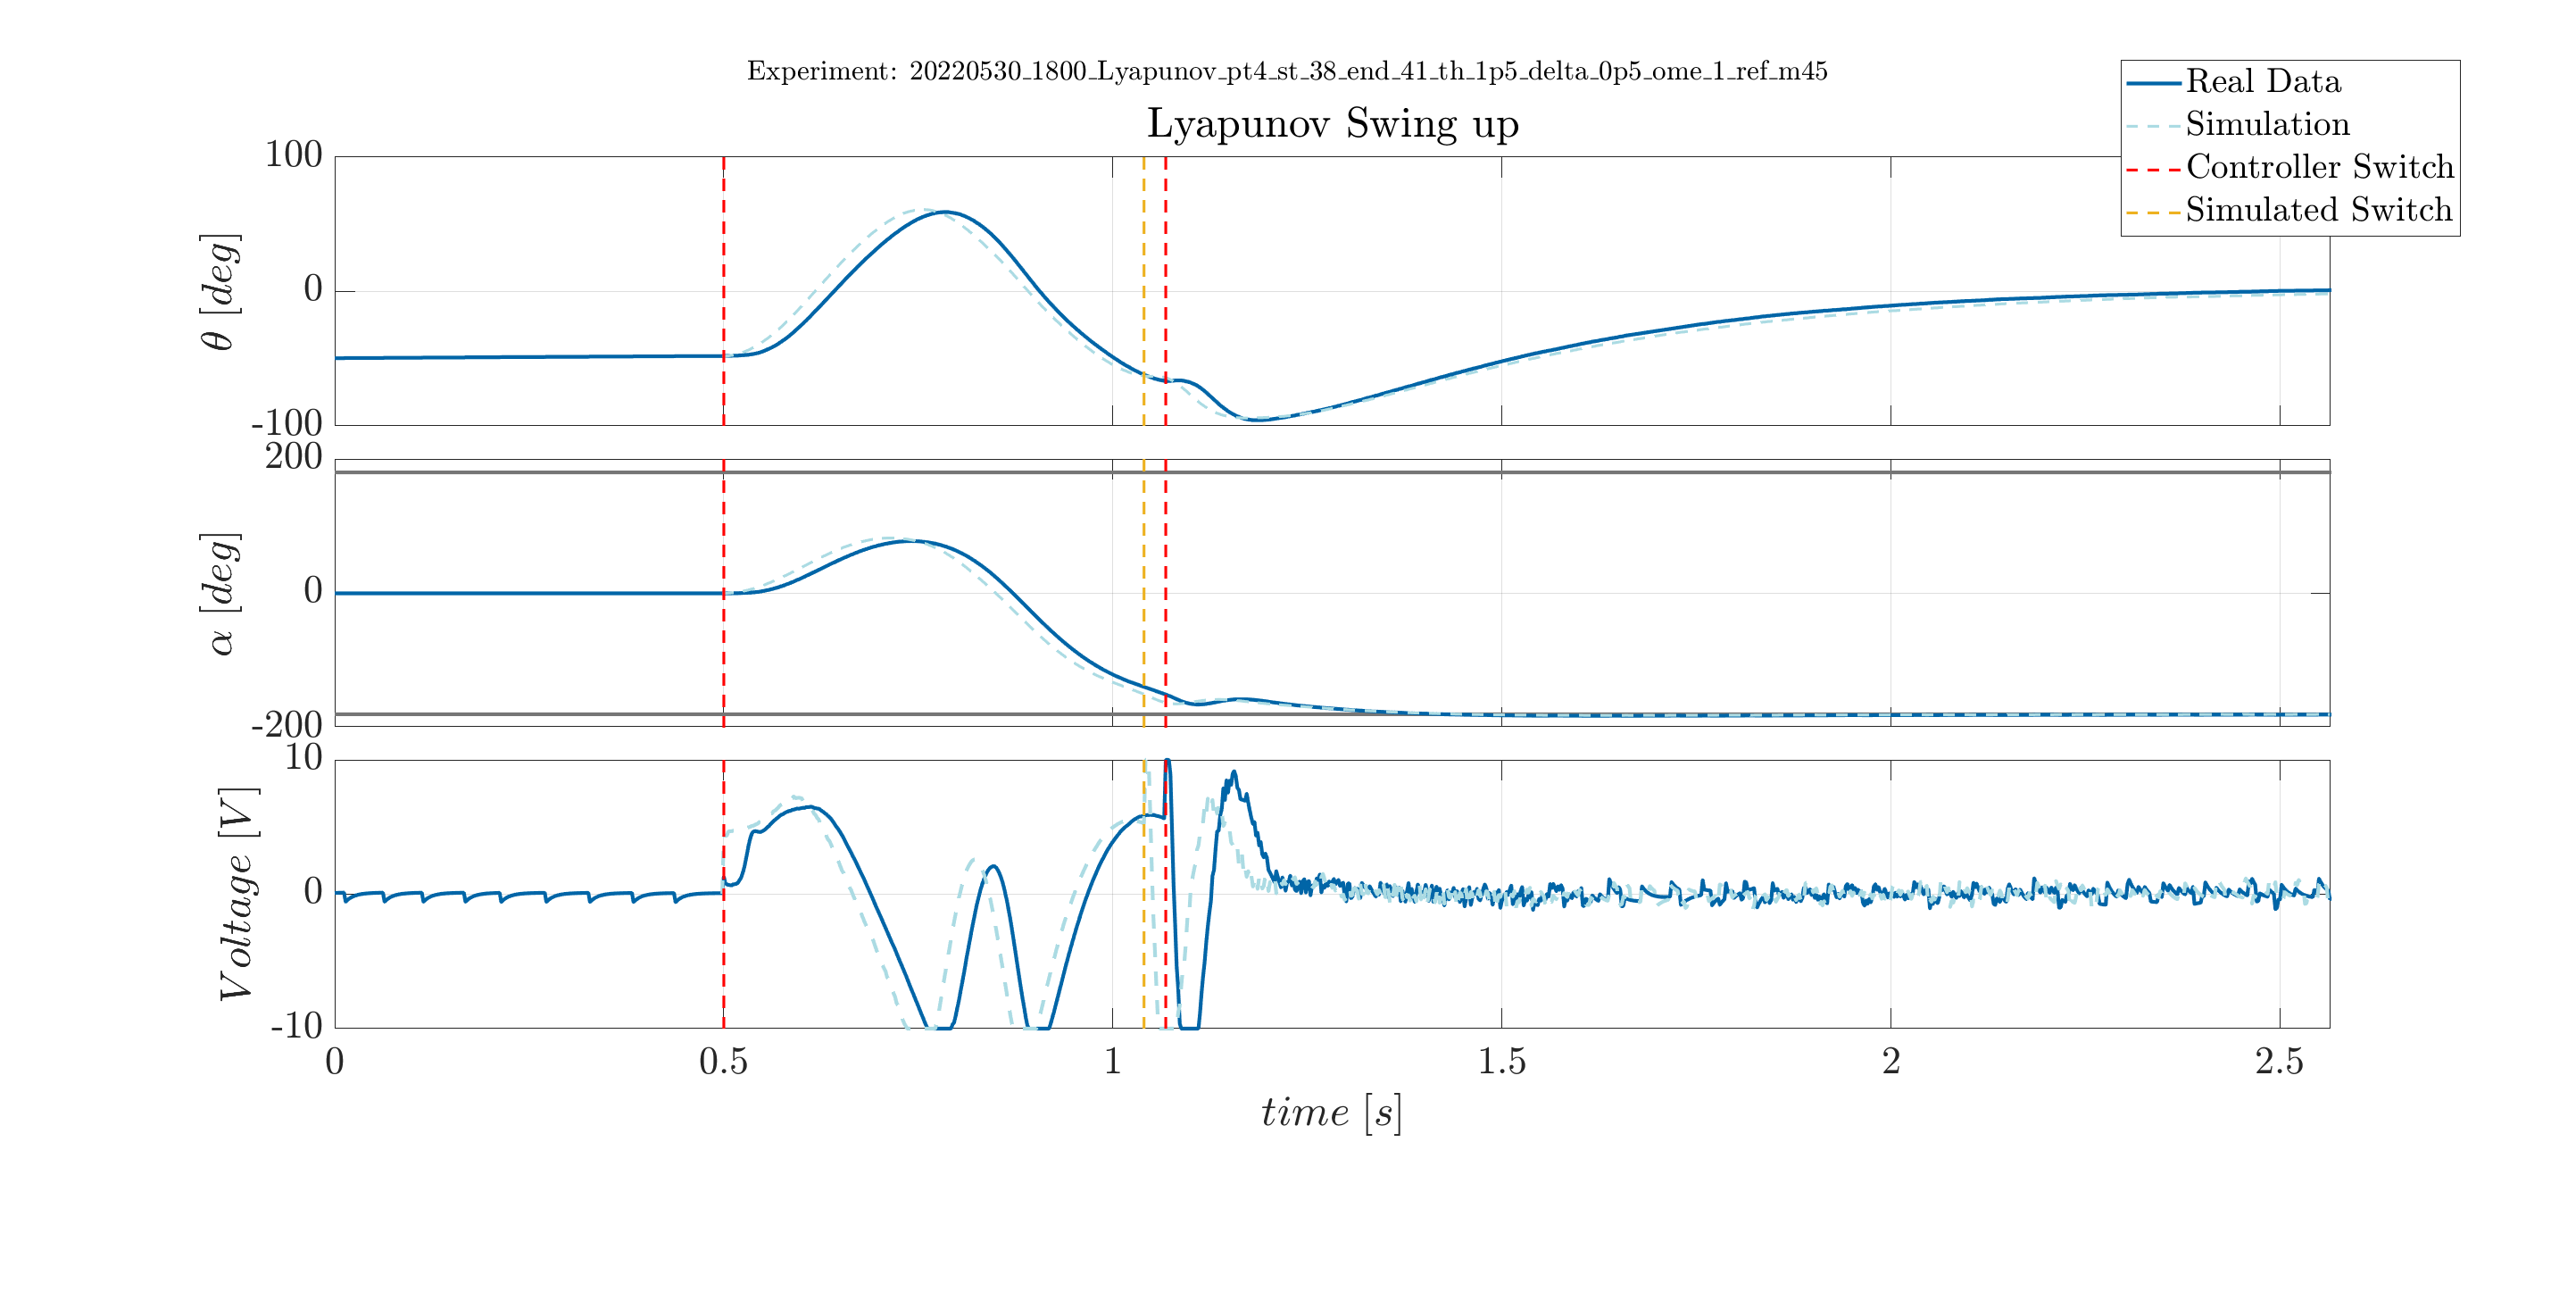 Experiment: 20220530_1800_Lyapunov_pt4_st_38_end_41_th_1p5_delta_0p5_ome_1_ref_m45
Lyapunov Swing up
Real Data
Simulation
Controller Switch
Simulated Switch
100
0
-100
θ [deg]
200
0
-200
α [deg]
10
0
-10
Voltage [V]
0
0.5
1
1.5
2
2.5
time [s]